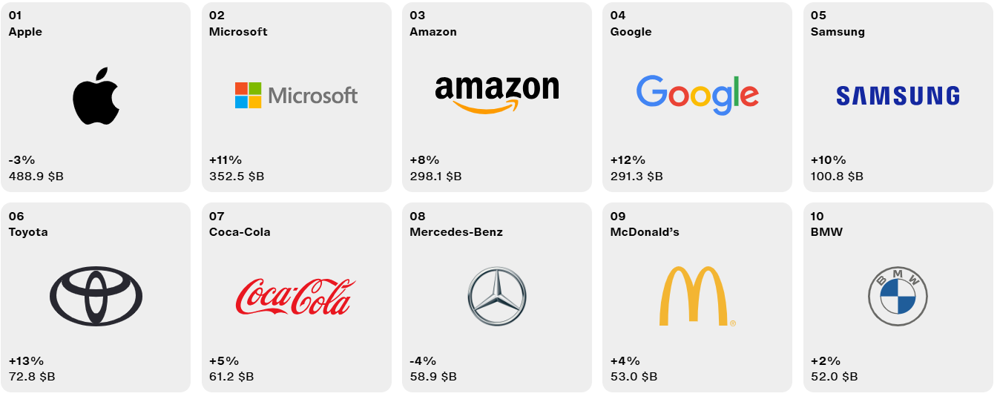 01
Apple
-3%
488.9 $B
02
Microsoft
Microsoft
+11%
352.5 $B
03
Amazon
amazon
+8%
298.1 $B
04
Google
Google
+12%
291.3 $B
05
Samsung
SAMSUNG
+10%
100.8 $B
06
Toyota
+13%
72.8 $B
07
Coca-Cola
Coca-Cola
+5%
61.2 $B
08
Mercedes-Benz
-4%
58.9 $B
09
McDonald’s
®
+4%
53.0 $B
10
BMW
BMW
+2%
52.0 $B